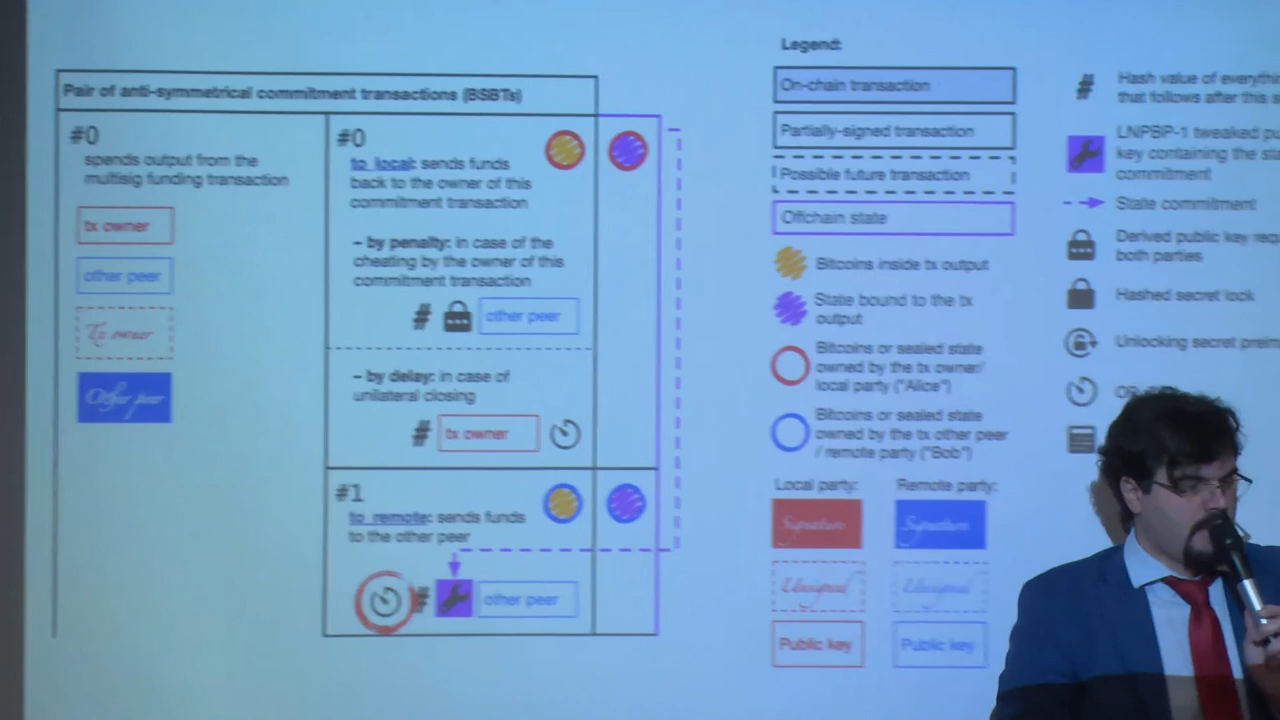 Pair of anti-symmetrical commitment transactions (BSBTs)
#0
spends output from the
multisig funding transaction
tx owner
other peer
Tx owner
Other peer
#0
to_local: sends funds
back to the owner of this
commitment transaction
– by penalty: in case of the
cheating by the owner of this
commitment transaction
#
other peer
– by delay: in case of
unilateral closing
#
tx owner
#1
to_remote: sends funds
to the other peer
#
other peer
Legend:
On-chain transaction
Partially-signed transaction
Possible future transaction
Offchain state
Bitcoins inside tx output
State bound to the tx
output
Bitcoins or sealed state
owned by the tx owner/
local party ("Alice")
Bitcoins or sealed state
owned by the tx other peer
/ remote party ("Bob")
Local party:
Remote party:
Signature
Signature
Unsigned
Unsigned
Public key
Public key
#
Hash value of everythi
that follows after this s
LNPBP-1 tweaked pu
key containing the sta
commitment
State commitment
Derived public key requ
both parties
Hashed secret lock
Unlocking secret preim